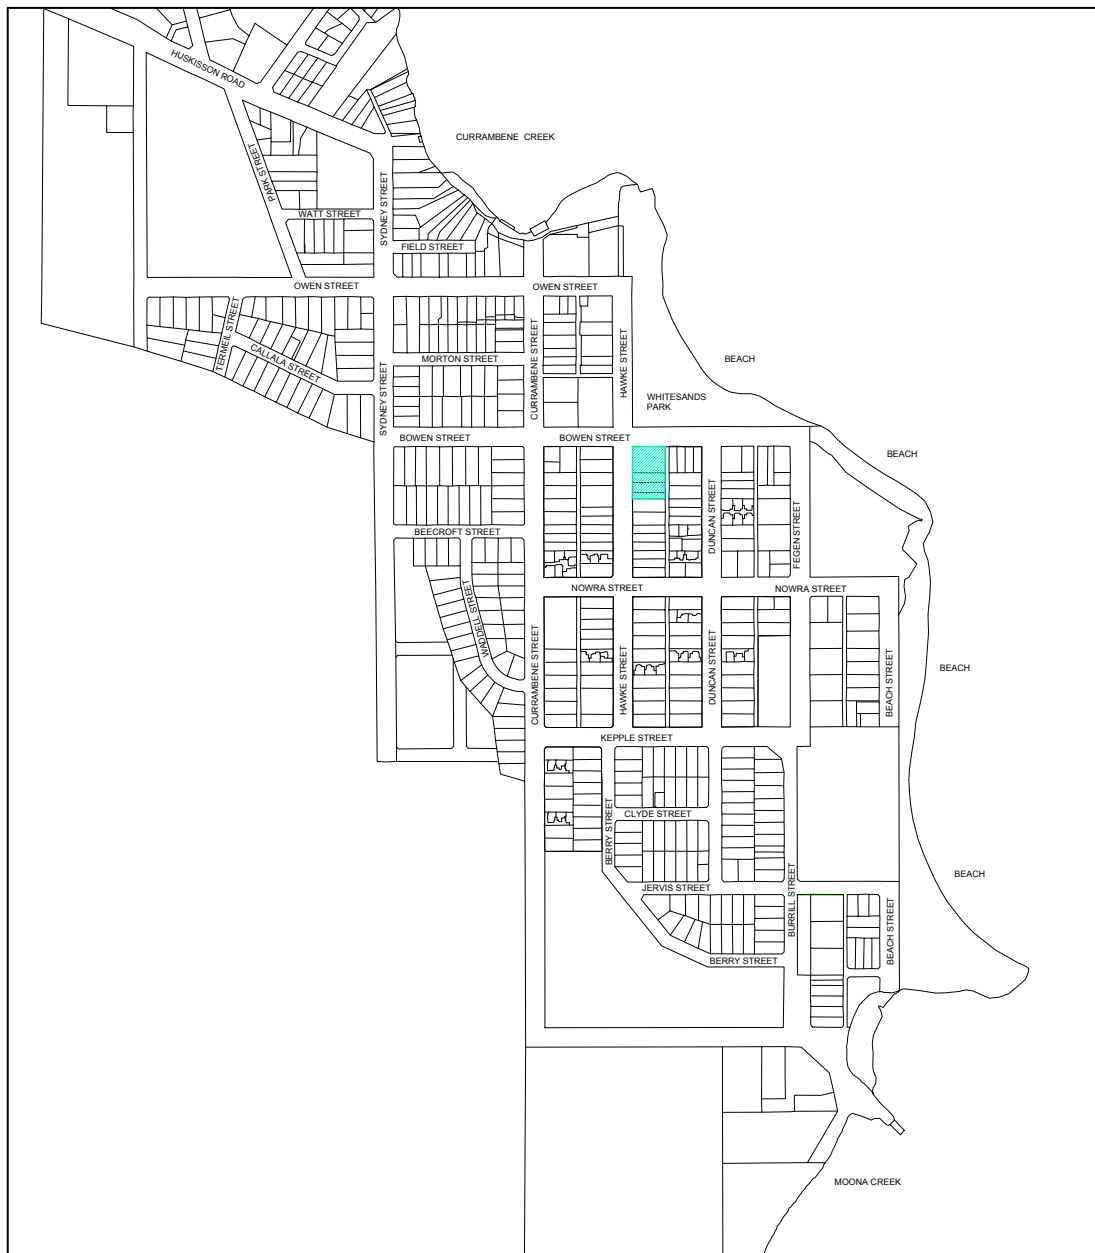 HUSKISSON ROAD
CURRAMBENE CREEK
PARK STREET
SYDNEY STREET
WATT STREET
FIELD STREET
OWEN STREET
OWEN STREET
TERMEIL STREET
CALLALA STREET
MORTON STREET
CURRAMBENE STREET
HAWKE STREET
BEACH
WHITESANDS
PARK
SYDNEY STREET
BOWEN STREET
BOWEN STREET
BEACH
DUNCAN STREET
FEGEN STREET
BEECROFT STREET
NOWRA STREET
NOWRA STREET
WADDELL STREET
CURRAMBENE STREET
HAWKE STREET
DUNCAN STREET
BEACH STREET
BEACH
KEPPLE STREET
BERRY STREET
CLYDE STREET
BEACH
JERVIS STREET
BURRILL STREET
BEACH STREET
BERRY STREET
MOONA CREEK